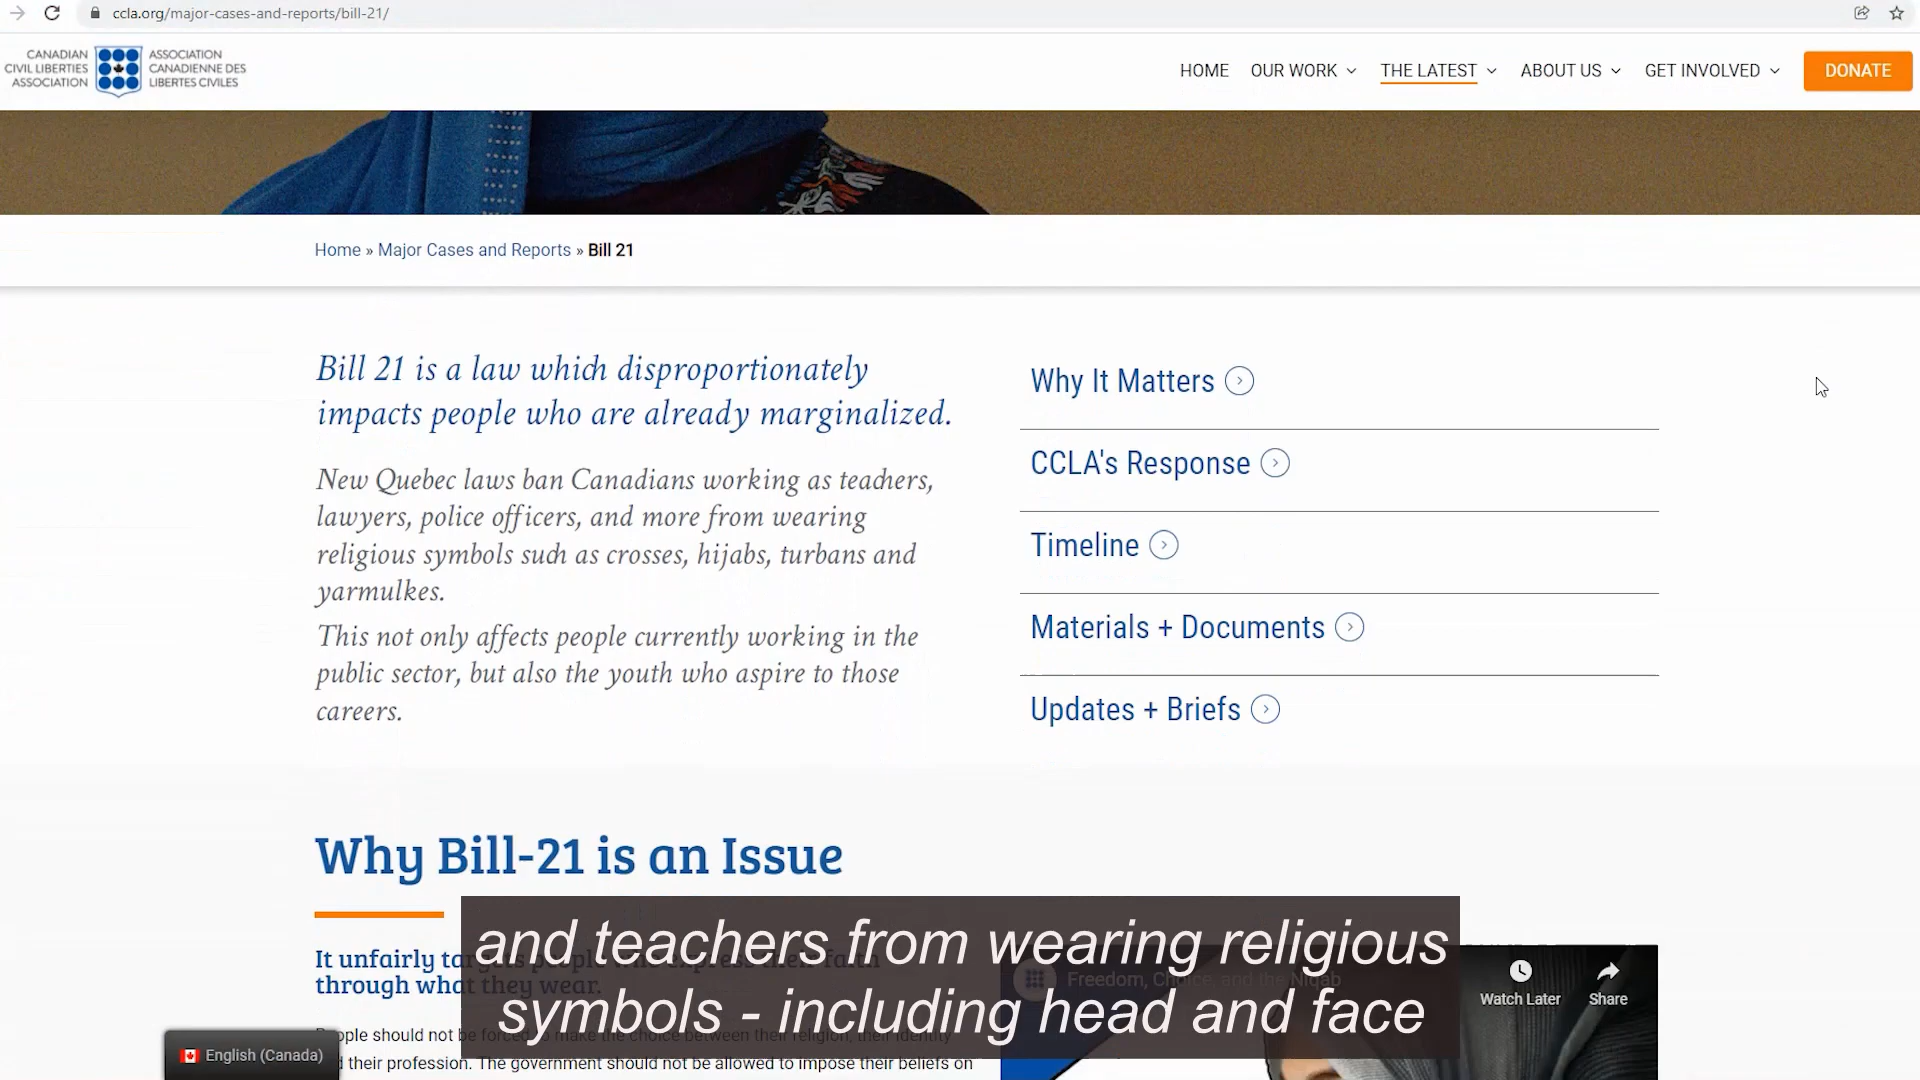 ccla.org/major-cases-and-reports/bill-21/
CANADIAN
CIVIL LIBERTIES
ASSOCIATION
ASSOCIATION
CANADIENNE DES
LIBERTES CIVILES
HOME OUR WORK THE LATEST ABOUT US GET INVOLVED DONATE
Home » Major Cases and Reports » Bill 21
Bill 21 is a law which disproportionately
impacts people who are already marginalized.
New Quebec laws ban Canadians working as teachers,
lawyers, police officers, and more from wearing
religious symbols such as crosses, hijabs, turbans and
yarmulkes.
This not only affects people currently working in the
public sector, but also the youth who aspire to those
careers.
Why It Matters
CCLA's Response
Timeline
Materials + Documents
Updates + Briefs
Why Bill-21 is an Issue
It unfairly targets people who express their faith
through what they wear.
People should not be forced to make the choice between their religion, their identity
their profession. The government should not be allowed to impose their beliefs on
Freedom, Choice, and the Niqab
Watch Later
Share
English (Canada)
and teachers from wearing religious
symbols - including head and face